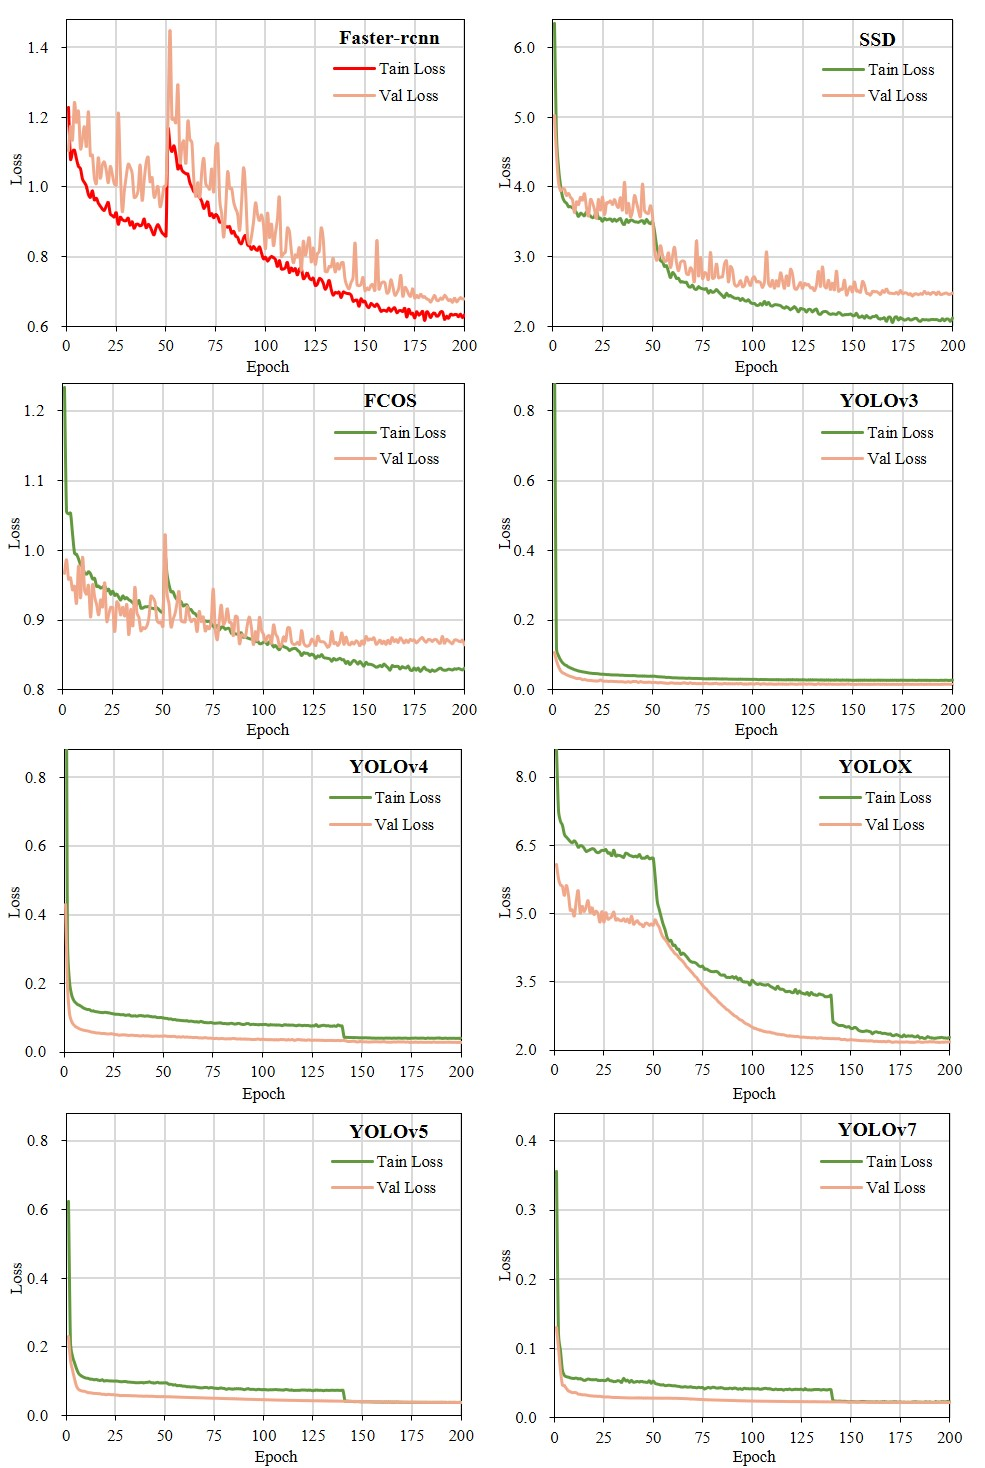 Faster-rcnn
Tain Loss
Val Loss
Loss
1.4
1.2
1.0
0.8
0.6
0 25 50 75 100 125 150 175 200
Epoch
SSD
Tain Loss
Val Loss
Loss
6.0
5.0
4.0
3.0
2.0
0 25 50 75 100 125 150 175 200
Epoch
FCOS
Tain Loss
Val Loss
Loss
1.2
1.1
1.0
0.9
0.8
0 25 50 75 100 125 150 175 200
Epoch
YOLOv3
Tain Loss
Val Loss
Loss
0.8
0.6
0.4
0.2
0.0
0 25 50 75 100 125 150 175 200
Epoch
YOLOv4
Tain Loss
Val Loss
Loss
0.8
0.6
0.4
0.2
0.0
0 25 50 75 100 125 150 175 200
Epoch
YOLOX
Tain Loss
Val Loss
Loss
8.0
6.5
5.0
3.5
2.0
0 25 50 75 100 125 150 175 200
Epoch
YOLOv5
Tain Loss
Val Loss
Loss
0.8
0.6
0.4
0.2
0.0
0 25 50 75 100 125 150 175 200
Epoch
YOLOv7
Tain Loss
Val Loss
Loss
0.4
0.3
0.2
0.1
0.0
0 25 50 75 100 125 150 175 200
Epoch